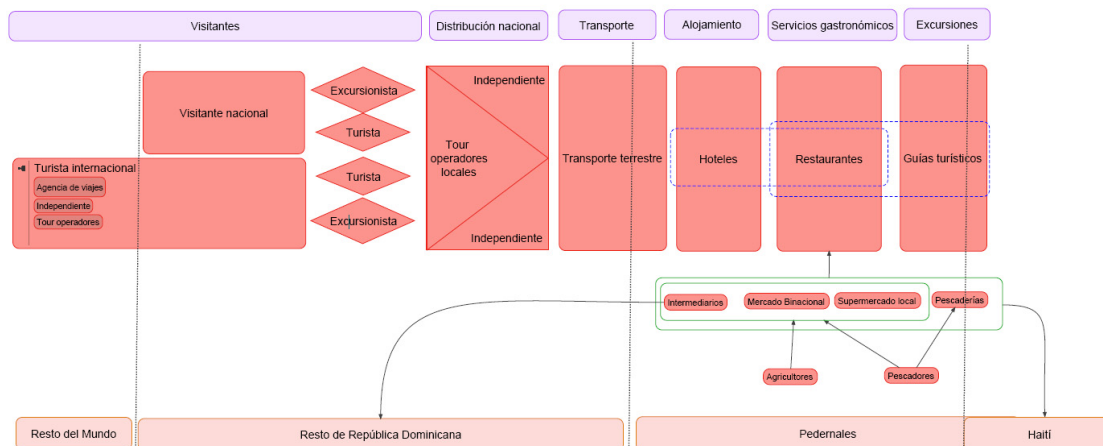 Visitantes
Distribución nacional
Transporte
Alojamiento
Servicios gastronómicos
Excursiones
Visitante nacional
Excursionista
Turista
Turista internacional
Agencia de viajes
Independiente
Tour operadores
Turista
Excursionista
Independiente
Tour
operadores
locales
Independiente
Transporte terrestre
Hoteles
Restaurantes
Guías turísticos
Intermediarios
Mercado Binacional
Supermercado local
Pescaderías
Agricultores
Pescadores
Resto del Mundo
Resto de República Dominicana
Pedernales
Haití